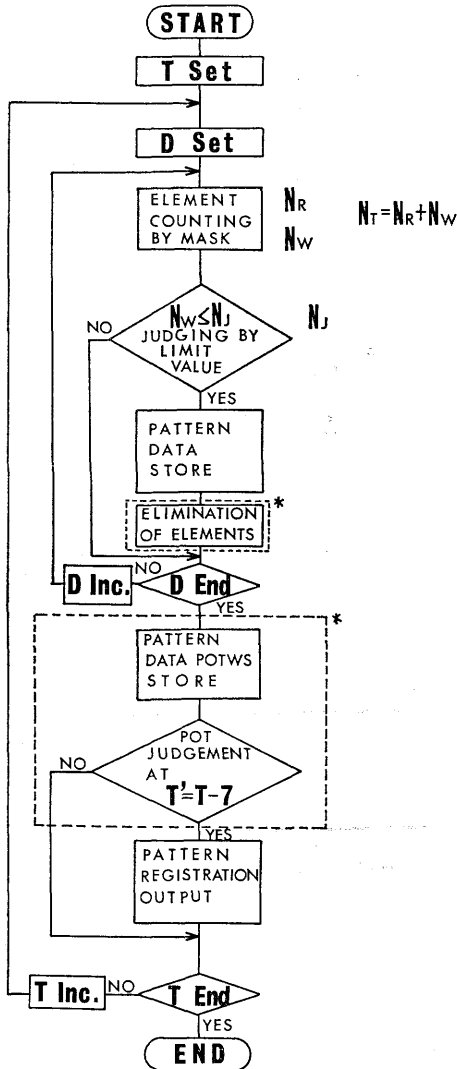 START
T Set
D Set
ELEMENT
COUNTING
BY MASK
NR
NW
NT=NR+NW
NW≤NJ
JUDGING BY
LIMIT
VALUE
NJ
NO
YES
PATTERN
DATA
STORE
*
ELIMINATION
OF ELEMENTS
NO
D Inc.
D End
YES
*
PATTERN
DATA POTWS
STORE
POT
JUDGEMENT
AT
T'=T-7
NO
YES
PATTERN
REGISTRATION
OUTPUT
T Inc.
NO
T End
YES
END